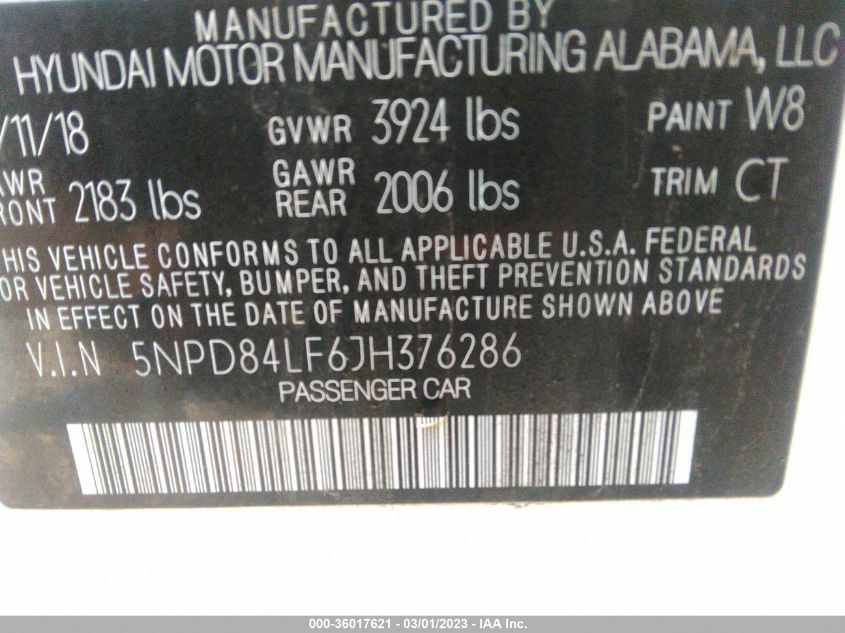 MANUFACTURED BY
HYUNDAI MOTOR MANUFACTURING ALABAMA, LLC
/11/18 GVWR 3924 lbs PAINT W8
AWR FRONT 2183 lbs GAWR REAR 2006 lbs TRIM CT
HIS VEHICLE CONFORMS TO ALL APPLICABLE U.S.A. FEDERAL
OR VEHICLE SAFETY, BUMPER, AND THEFT PREVENTION STANDARDS
IN EFFECT ON THE DATE OF MANUFACTURE SHOWN ABOVE
V.I.N 5NPD84LF6JH376286
PASSENGER CAR
000-36017621 - 03/01/2023 - IAA Inc.